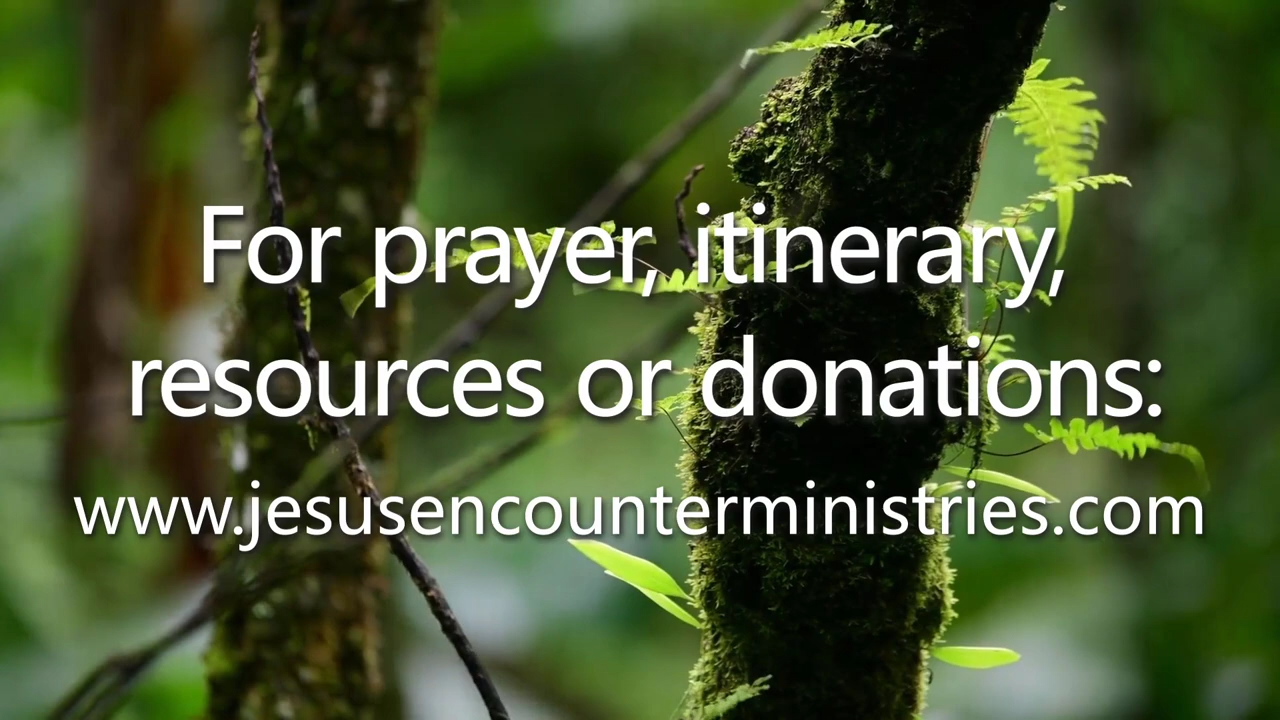 For prayer, itinerary,
resources or donations:
www.jesusencounterministries.com